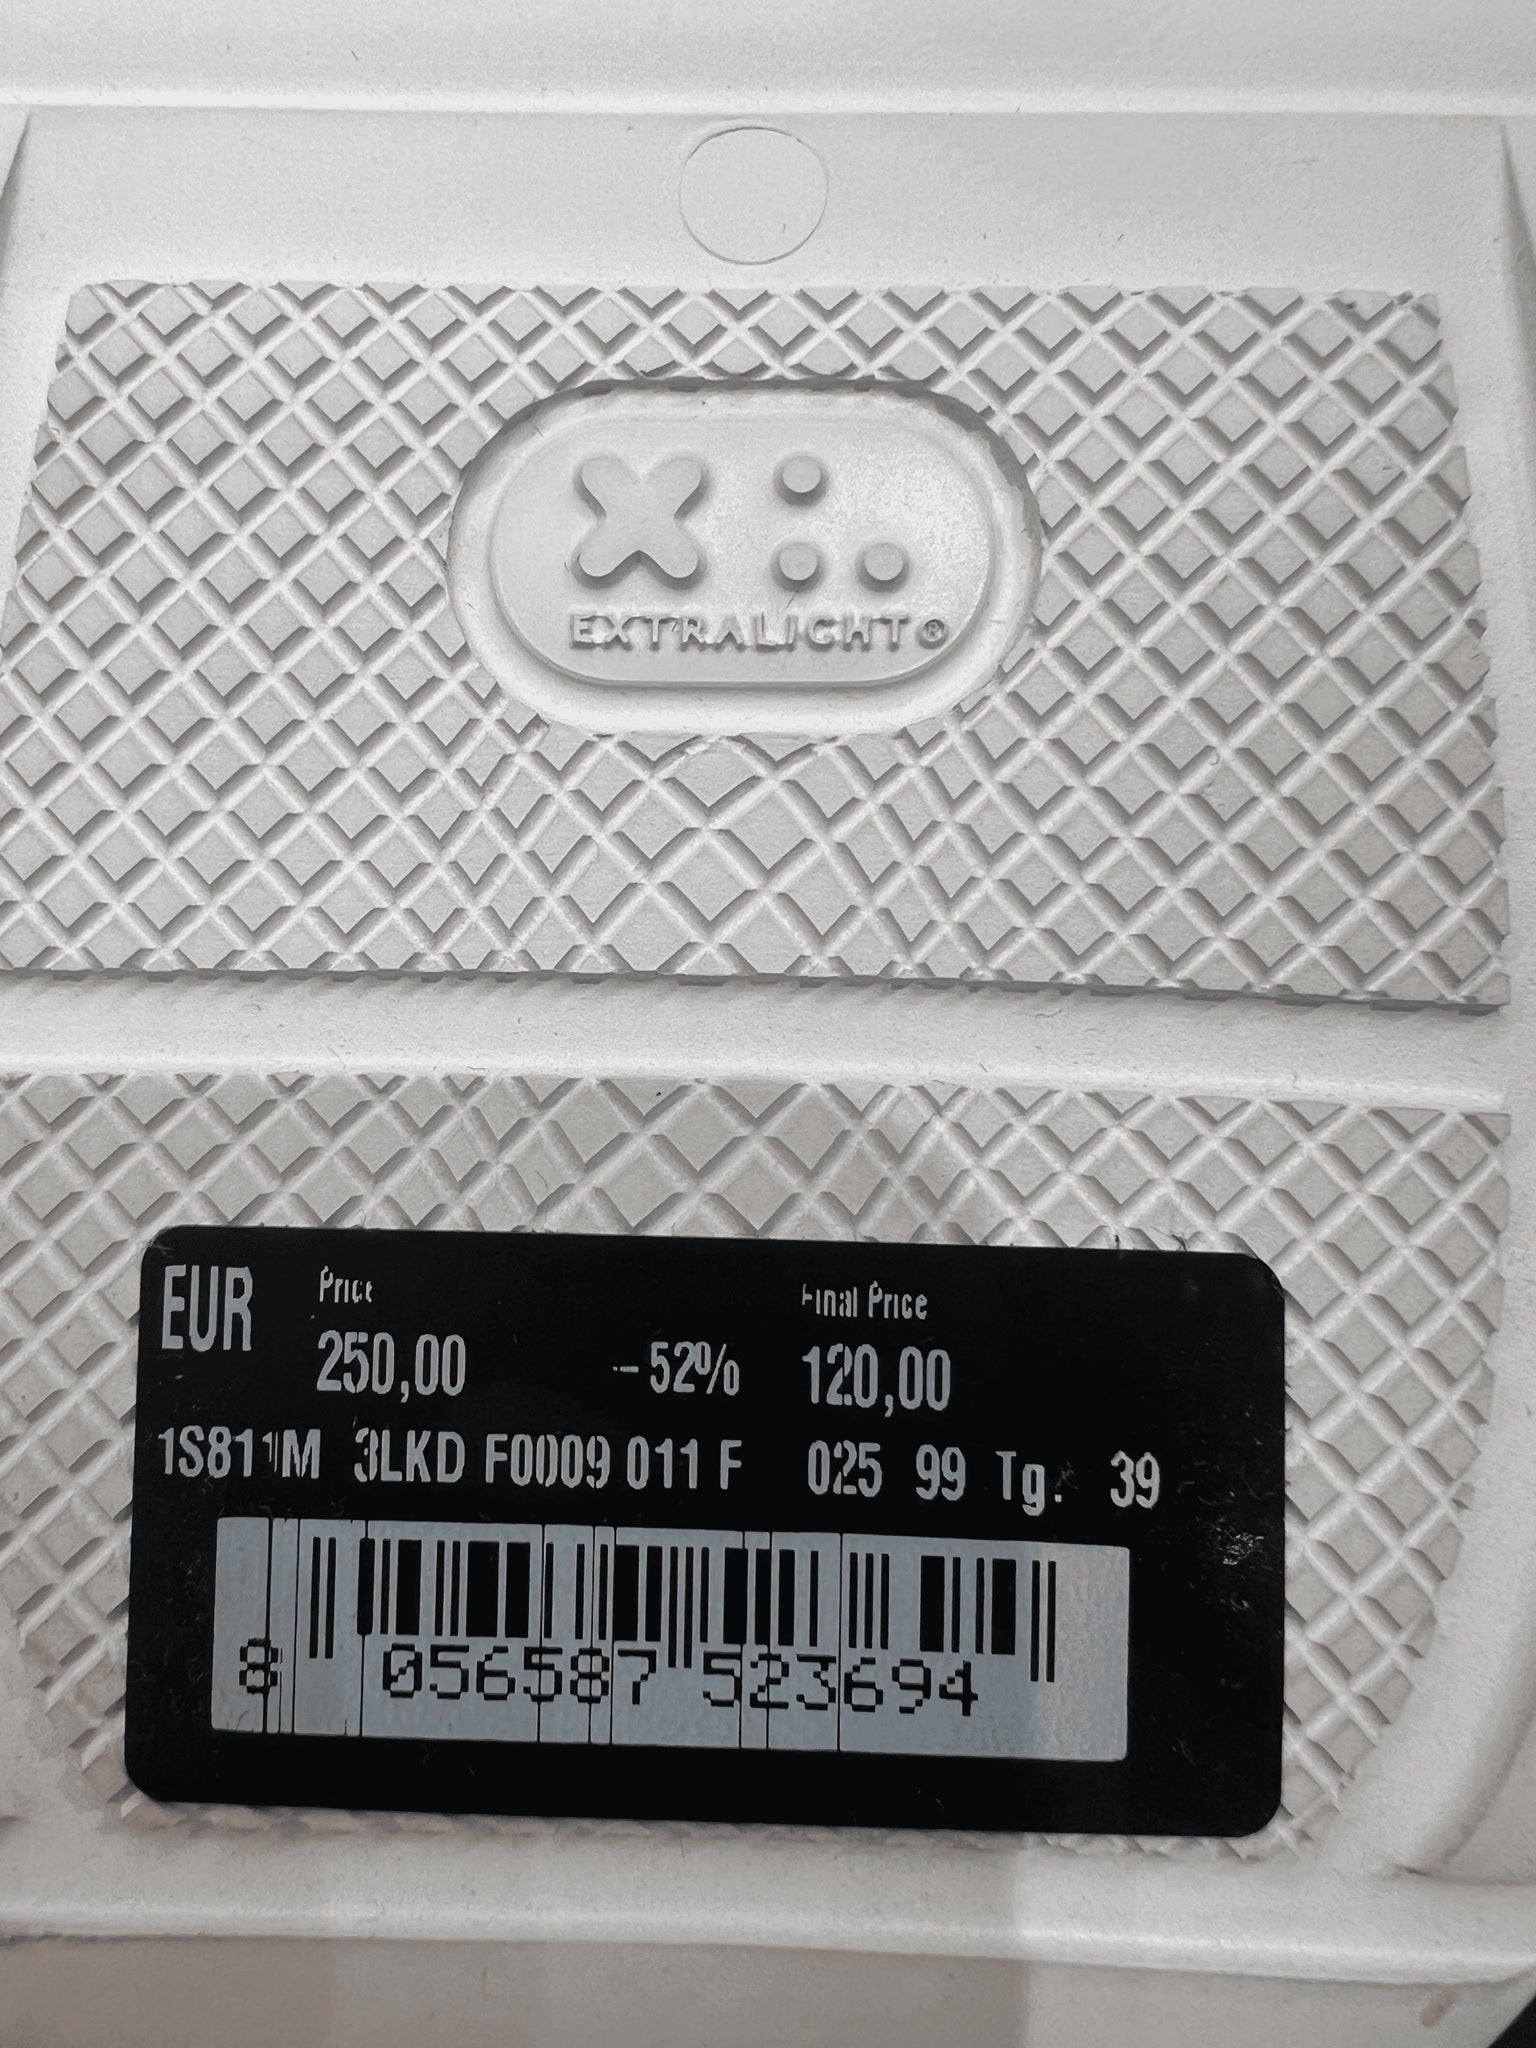 EXTRALIGHT®
EUR Price Final Price
250,00 -52% 120,00
1S811M 3LKD F0009 011 F 025 99 Tg. 39
8 056587 523694